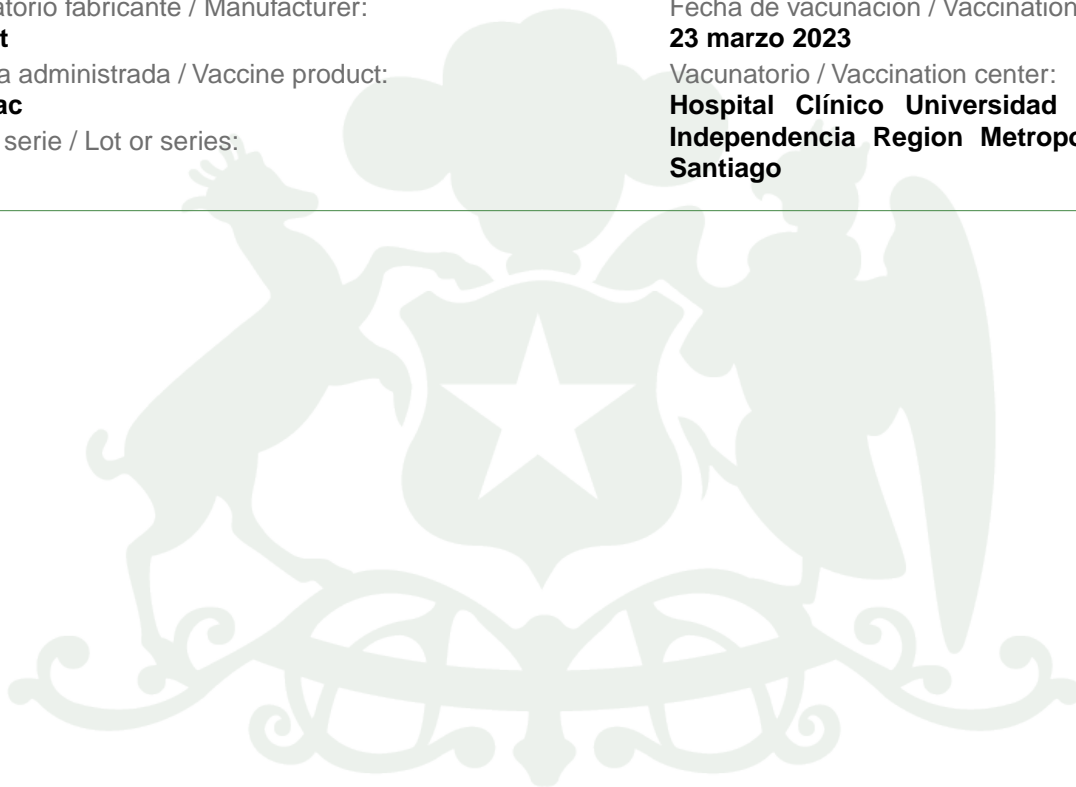 fabricante / Manufacturer:
administrada / Vaccine product:
serie / Lot or series:
Fecha de vacunación / Vaccination
23 marzo 2023
Vacunatorio / Vaccination center:
Hospital Clínico Universidad
Independencia Region
Santiago